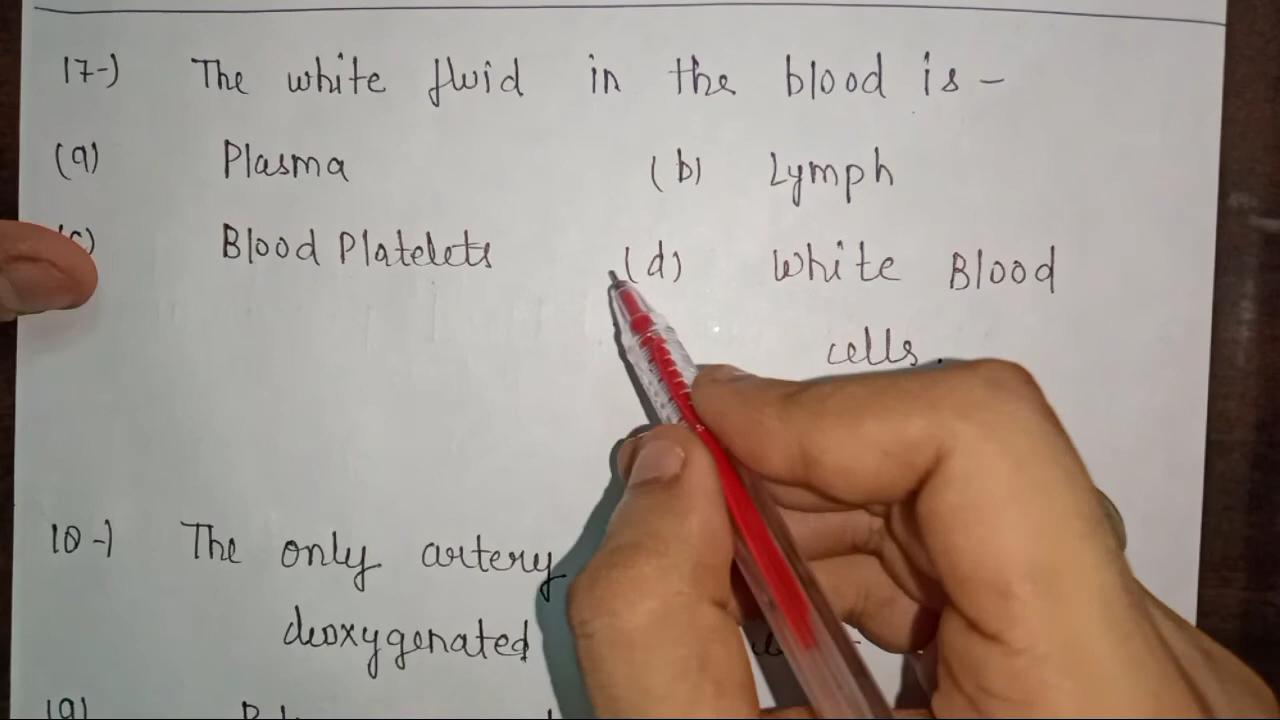 17-) The white fluid in the blood is -
(a) Plasma (b) Lymph
(c) Blood Platelets (d) White Blood
cells.
18-) The only artery
deoxygenated
(a)